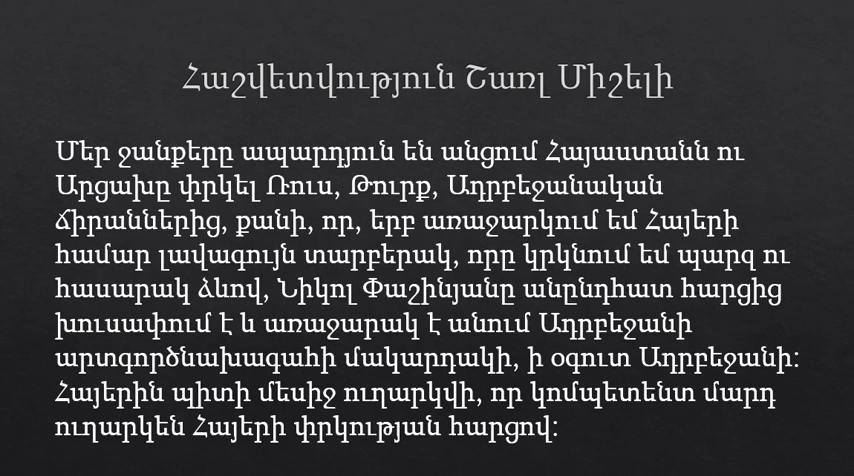 Հաշվետվություն Շառլ Միշելի
Մեր ջանքերը ապարդյուն են անցում Հայաստանն ու
Արցախը փրկել Ռուս, Թուրք, Ադրբեջանական
ճիրաններից, քանի, որ, երբ առաջարկում եմ Հայերի
համար լավագույն տարբերակ, որը կրկնում եմ պարզ ու
հասարակ ձևով, Նիկոլ Փաշինյանը անընդհատ հարցից
խուսափում է և առաջարակ է անում Ադրբեջանի
արտգործնախագահի մակարդակի, ի օգուտ Ադրբեջանի:
Հայերին պիտի մեսիջ ուղարկվի, որ կոմպետենտ մարդ
ուղարկեն Հայերի փրկության հարցով: